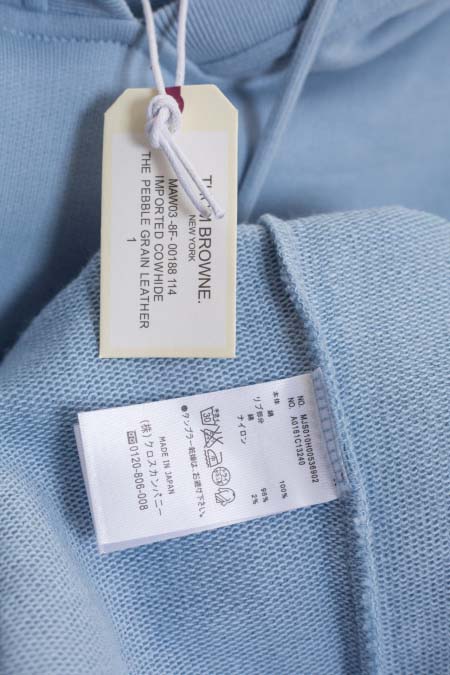 BROWNE.
NEW YORK
MAW03 -8F- 00188 114
IMPORTED COWHIDE
THE PEBBLE GRAIN LEATHER
1
NO. MJS010H00536902
NO. A0161C13240
本体 綿 100%
リブ部分
綿 98%
ナイロン 2%
30
●タンブラー乾燥は、お避け下さい。
MADE IN JAPAN
(株)クロスカンパニー
0120-806-008